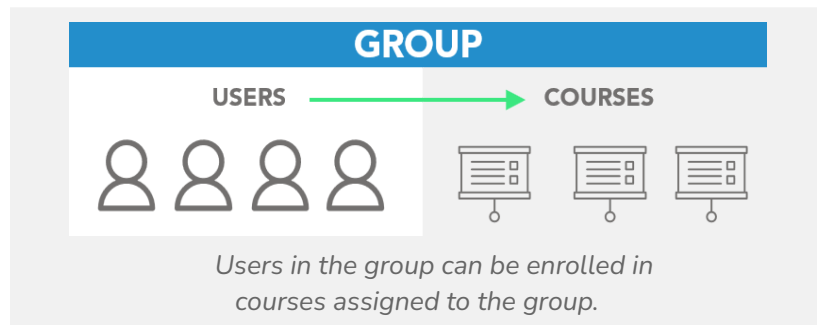 GROUP
USERS
COURSES
Users in the group can be enrolled in
courses assigned to the group.